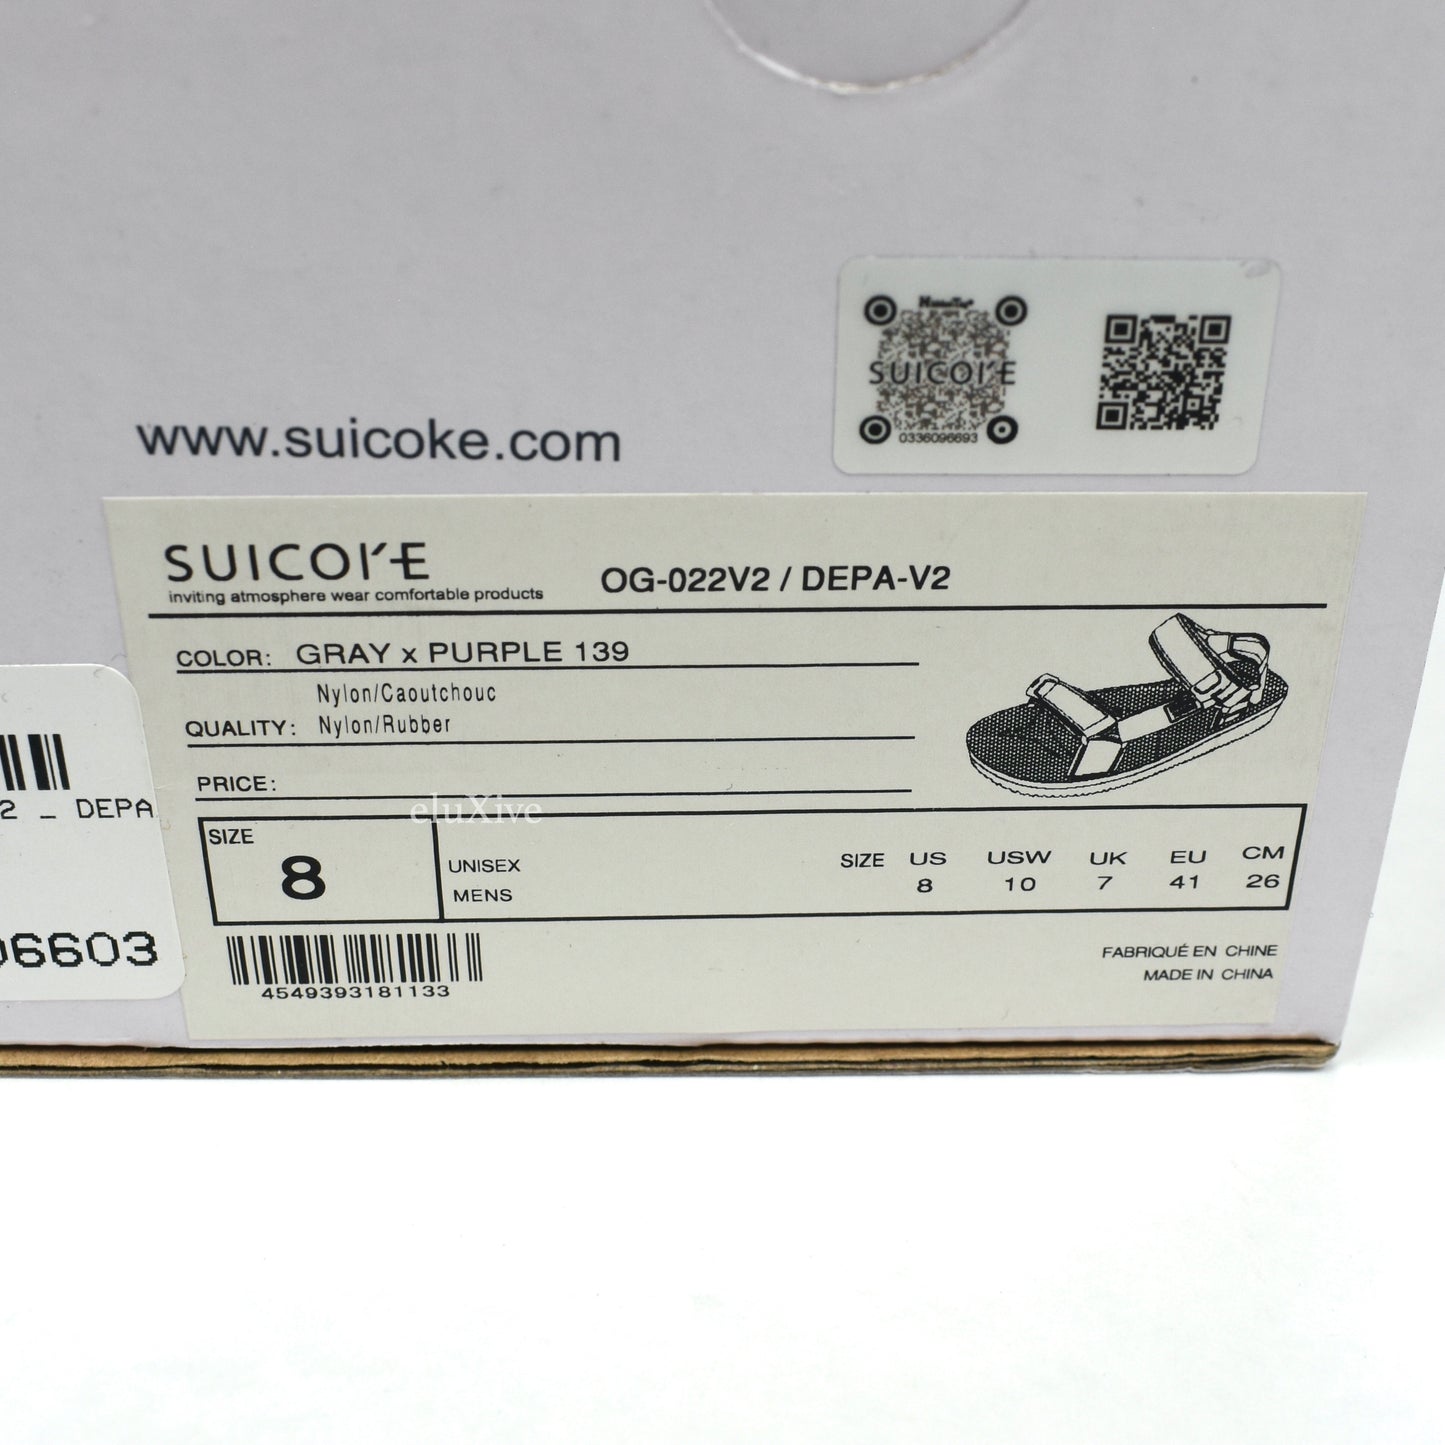 SUICOKE
0336096693
www.suicoke.com
SUICOKE
inviting atmosphere wear comfortable products
OG-022V2 / DEPA-V2
COLOR: GRAY x PURPLE 139
Nylon/Caoutchouc
QUALITY: Nylon/Rubber
PRICE:
eluXive
SIZE
8
UNISEX
MENS
SIZE US USW UK EU CM
8 10 7 41 26
4549393181133
FABRIQUÉ EN CHINE
MADE IN CHINA
2 _ DEPA
06603